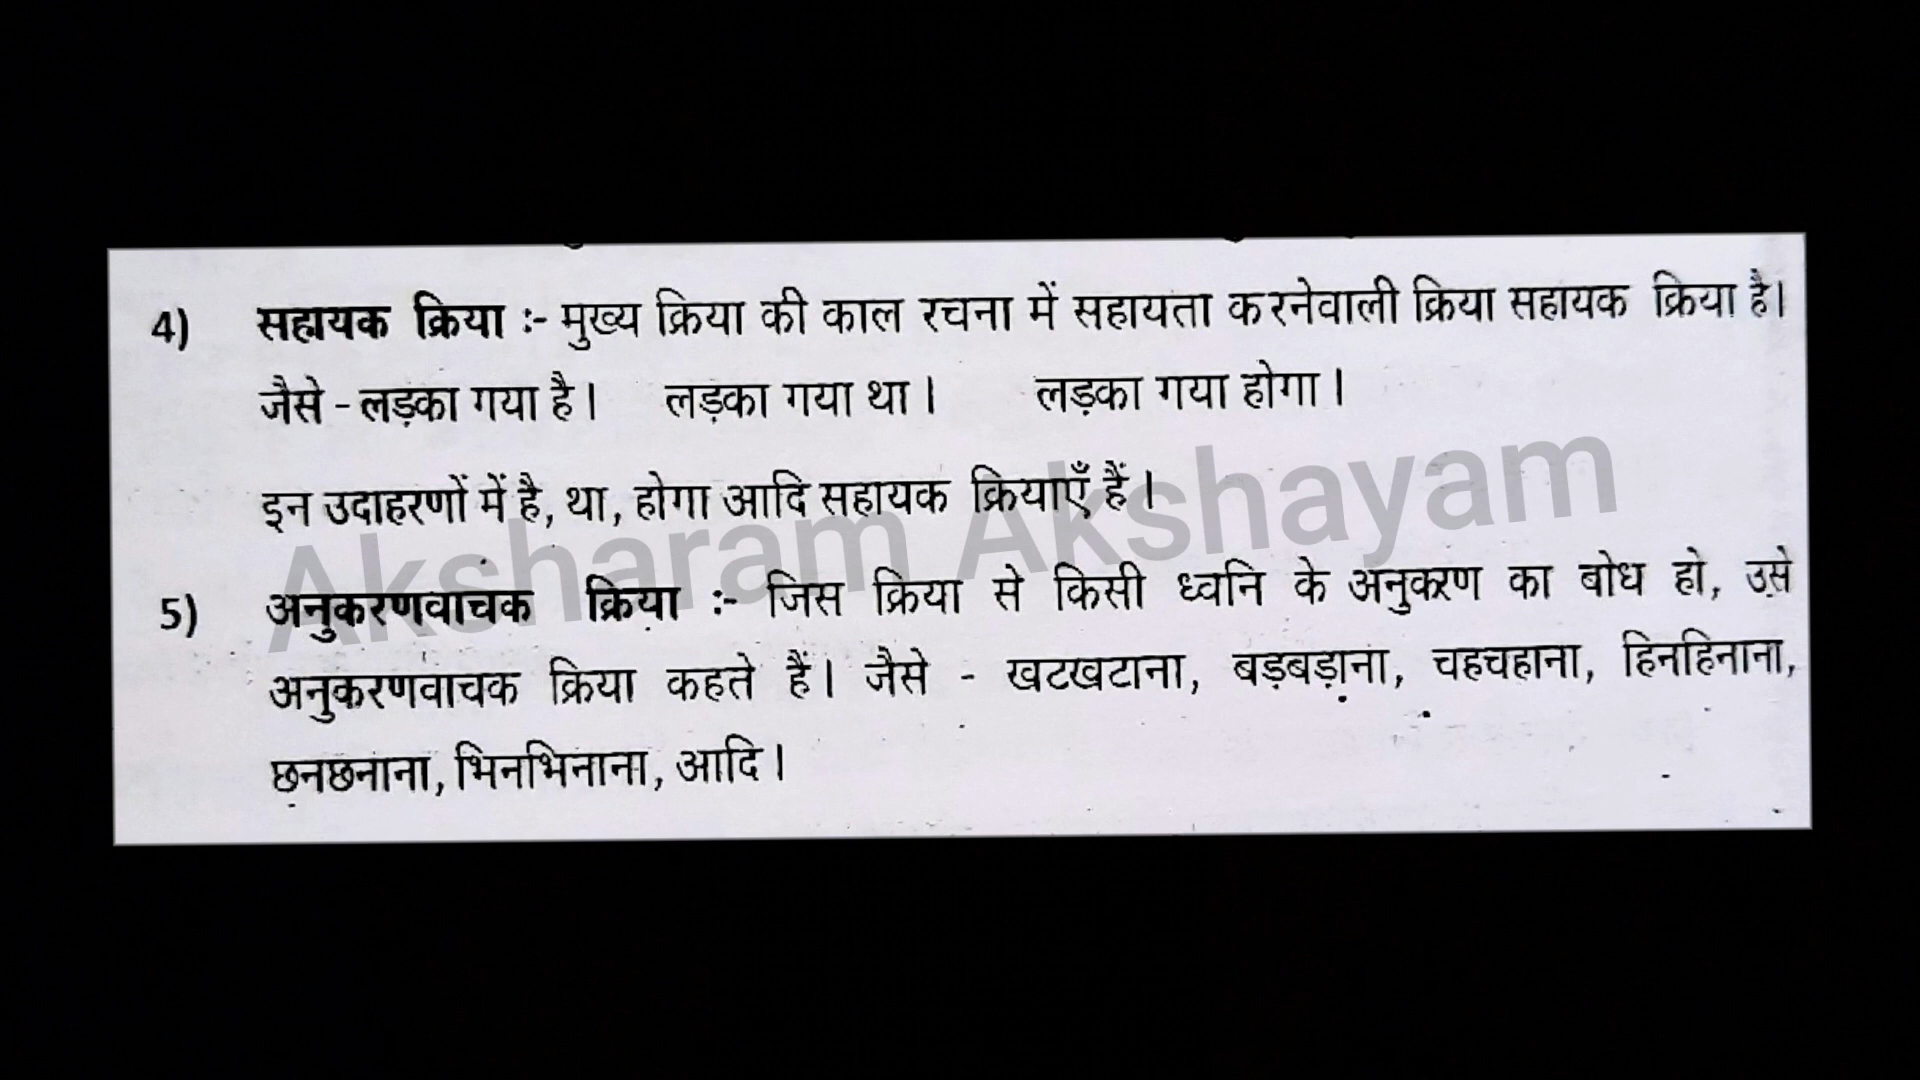 4) सहायक क्रिया :- मुख्य क्रिया की काल रचना में सहायता करनेवाली क्रिया सहायक क्रिया है।
जैसे - लड़का गया है। लड़का गया था। लड़का गया होगा।
इन उदाहरणों में है, था, होगा आदि सहायक क्रियाएँ हैं।
Aksharam Akshayam
5) अनुकरणवाचक क्रिया :- जिस क्रिया से किसी ध्वनि के अनुकरण का बोध हो, उसे
अनुकरणवाचक क्रिया कहते हैं। जैसे - खटखटाना, बड़बड़ाना, चहचहाना, हिनहिनाना,
छनछनाना, भिनभिनाना, आदि।